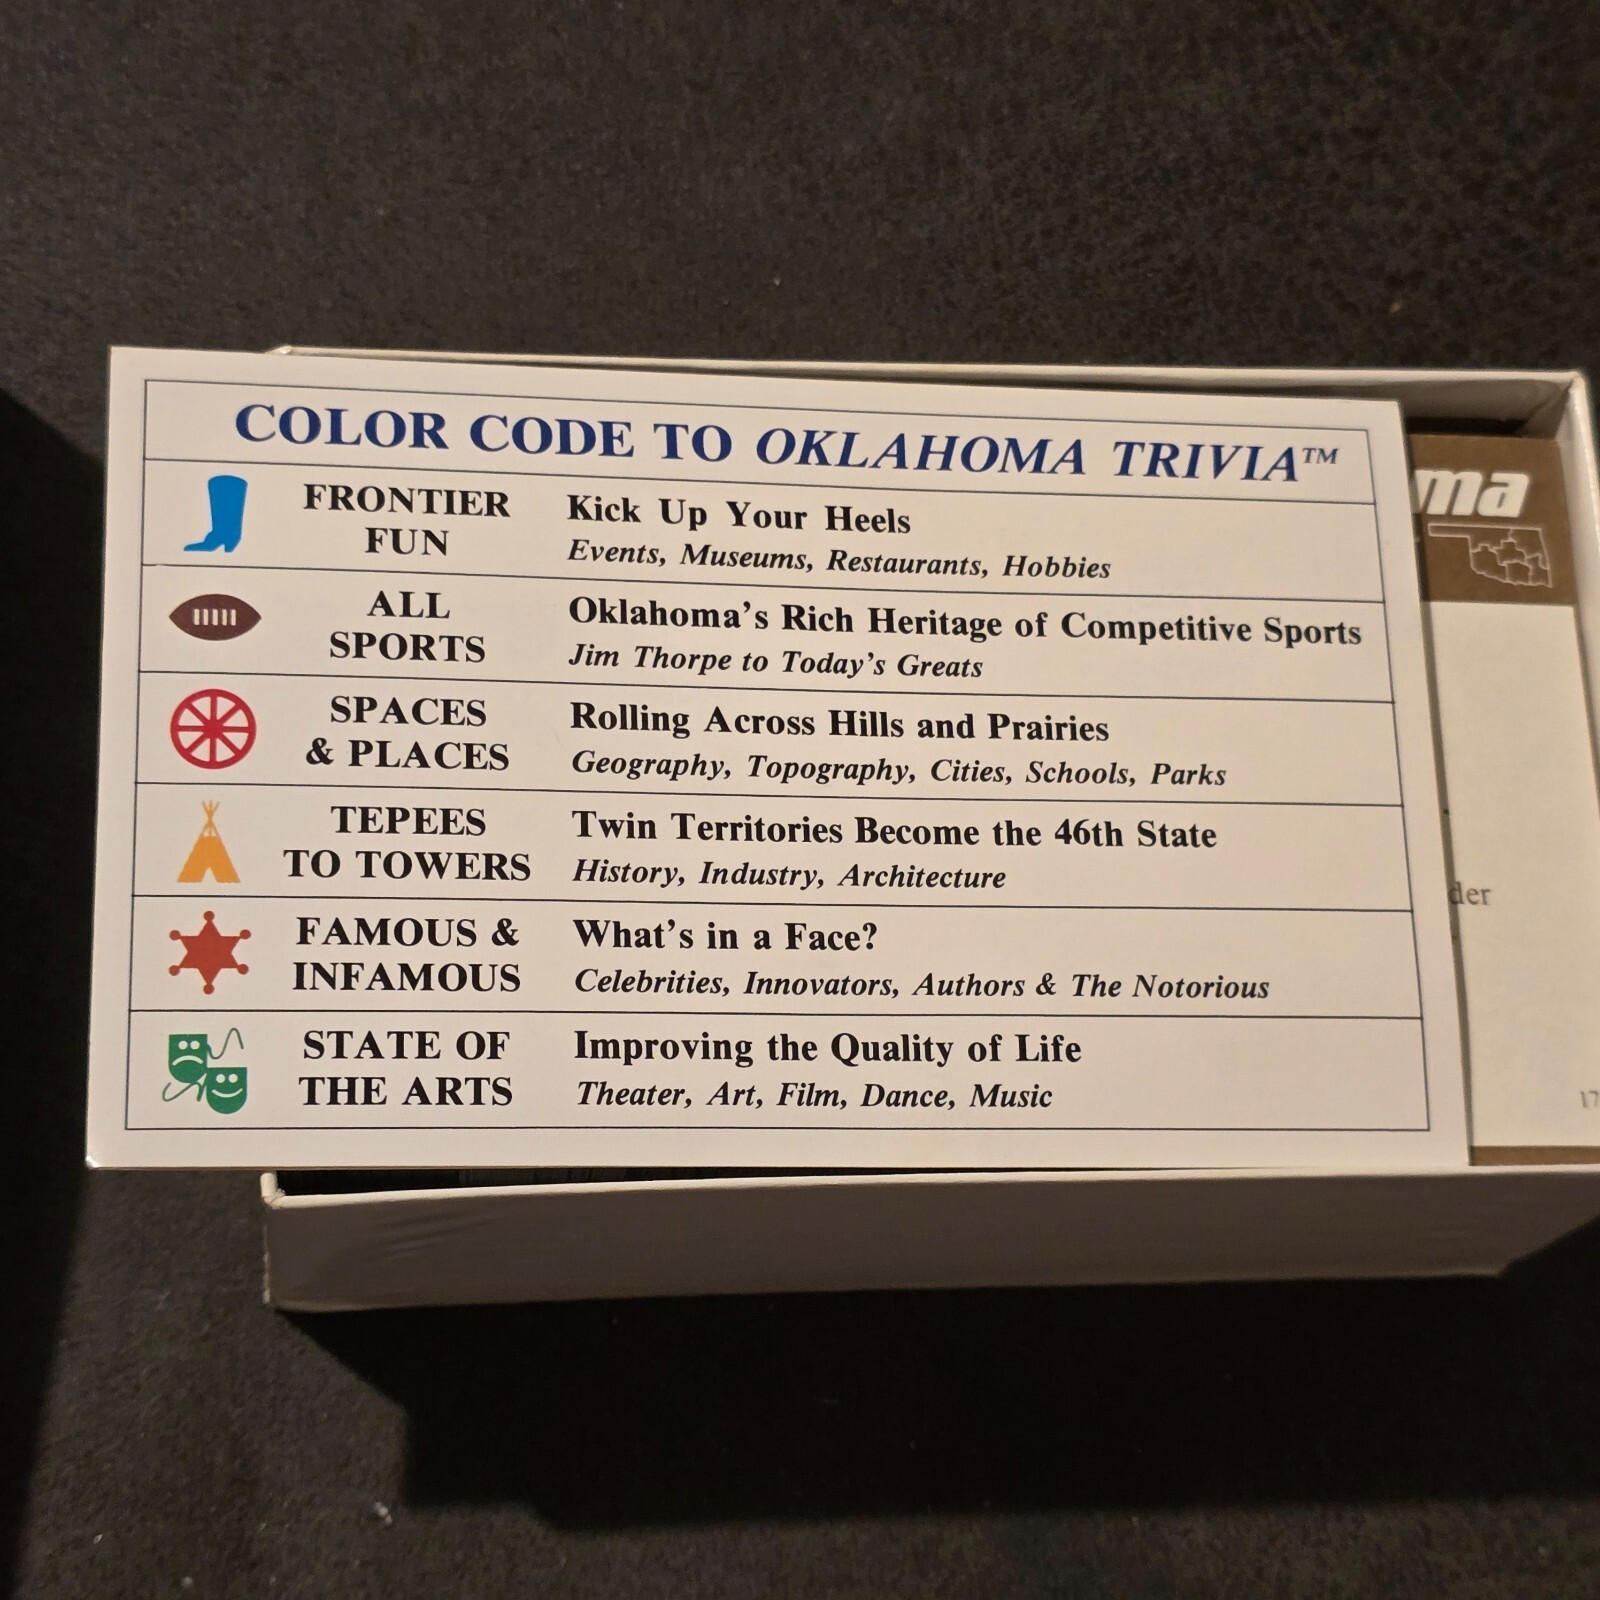 COLOR CODE TO OKLAHOMA TRIVIA™
FRONTIER
FUN
Kick Up Your Heels
Events, Museums, Restaurants, Hobbies
ALL
SPORTS
Oklahoma's Rich Heritage of Competitive Sports
Jim Thorpe to Today's Greats
SPACES
& PLACES
Rolling Across Hills and Prairies
Geography, Topography, Cities, Schools, Parks
TEPEES
TO TOWERS
Twin Territories Become the 46th State
History, Industry, Architecture
FAMOUS &
INFAMOUS
What's in a Face?
Celebrities, Innovators, Authors & The Notorious
STATE OF
THE ARTS
Improving the Quality of Life
Theater, Art, Film, Dance, Music
ma
der
17